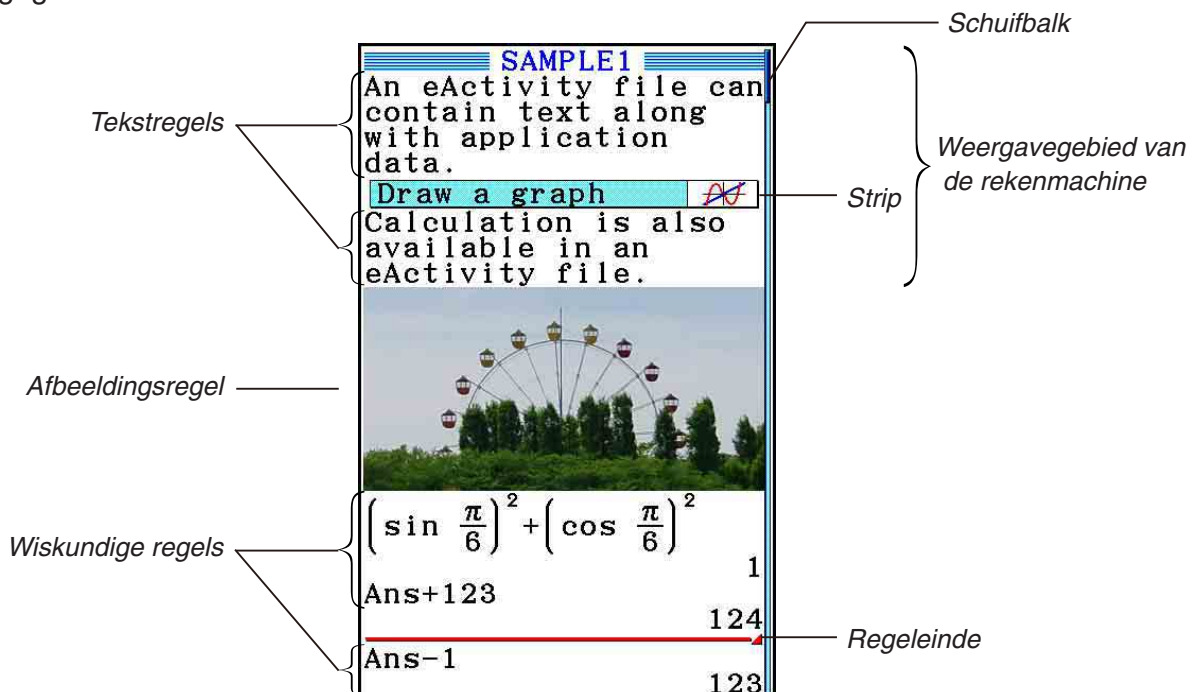 Schuifbalk
SAMPLE1
An eActivity file can
contain text along
with application
data.
Tekstregels
Weergavegebied van
de rekenmachine
Draw a graph
Strip
Calculation is also
available in an
eActivity file.
Afbeeldingsregel
(sin π/6)²+(cos π/6)²
1
Wiskundige regels
Ans+123
124
Regeleinde
Ans−1
123